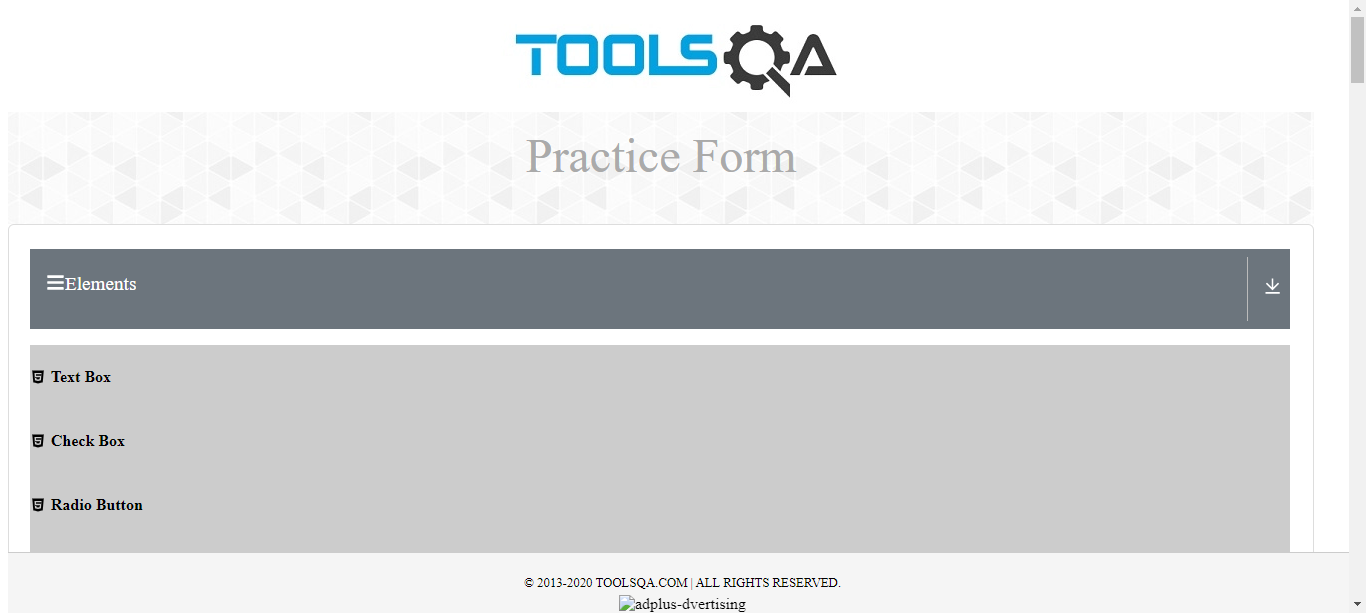 TOOLSQA
Practice Form
Elements
Text Box
Check Box
Radio Button
© 2013-2020 TOOLSQA.COM | ALL RIGHTS RESERVED.
adplus-dvertising